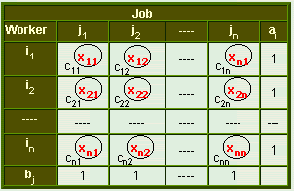 Job
Worker j1 j2 ---- jn ai
i1 x11 x12 ---- xn1 1
c11 c12 c1n
i2 x21 x22 ---- x2n 1
c21 c22 c2n
---- ---- ---- ---- ---- ---
in xn1 xn2 ---- xnn 1
cn1 cn2 cnn
bj 1 1 ---- 1